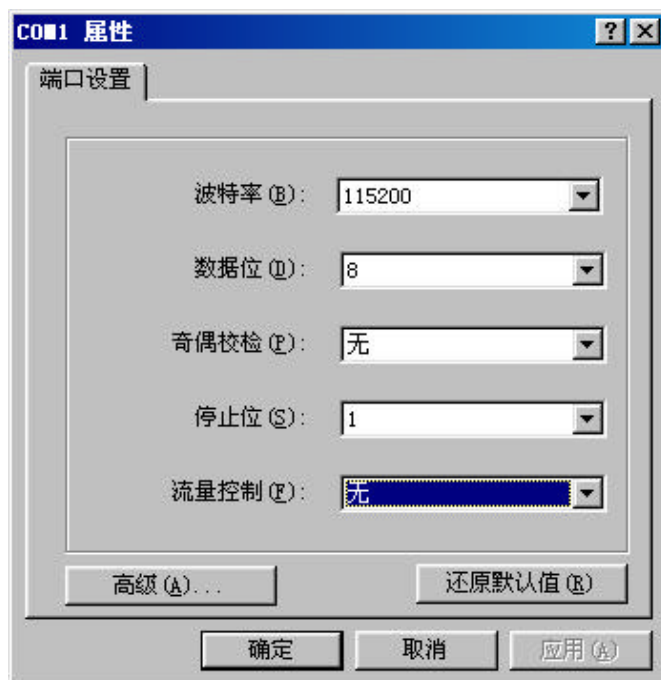 COM1 属性
端口设置
波特率(B): 115200
数据位(D): 8
奇偶校检(P): 无
停止位(S): 1
流量控制(F): 无
高级(A)... 还原默认值(R)
确定 取消 应用(A)